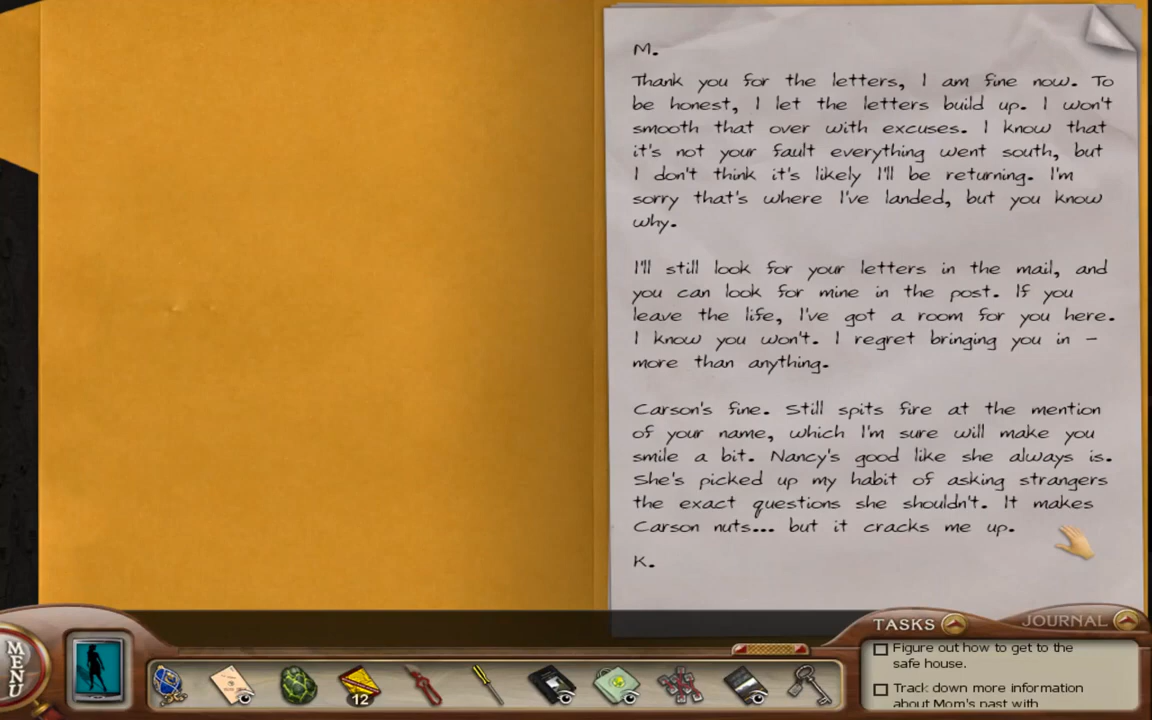 M.
Thank you for the letters, I am fine now. To
be honest, I let the letters build up. I won't
smooth that over with excuses. I know that
it's not your fault everything went south, but
I don't think it's likely I'll be returning. I'm
sorry that's where I've landed, but you know
why.
I'll still look for your letters in the mail, and
you can look for mine in the post. If you
leave the life, I've got a room for you here.
I know you won't. I regret bringing you in -
more than anything.
Carson's fine. Still spits fire at the mention
of your name, which I'm sure will make you
smile a bit. Nancy's good like she always is.
She's picked up my habit of asking strangers
the exact questions she shouldn't. It makes
Carson nuts... but it cracks me up.
K.
MENU
12
TASKS
JOURNAL
Figure out how to get to the
safe house.
Track down more information
about Mom's past with